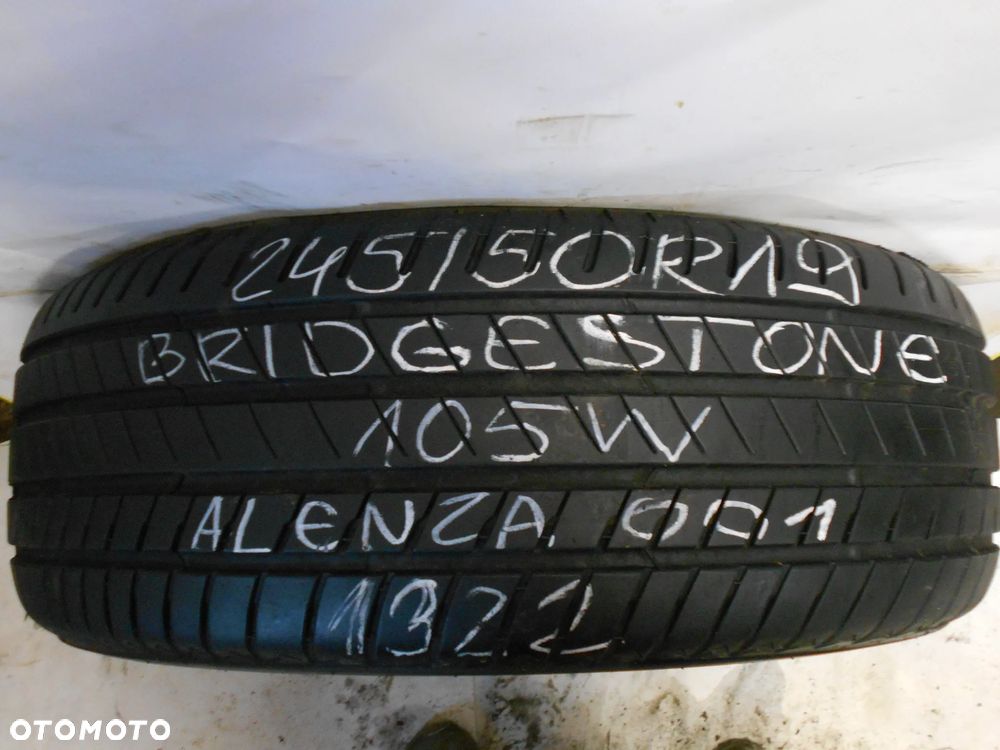 245/50R19
BRIDGESTONE
105W
ALENZA 001
1322
OTOMOTO